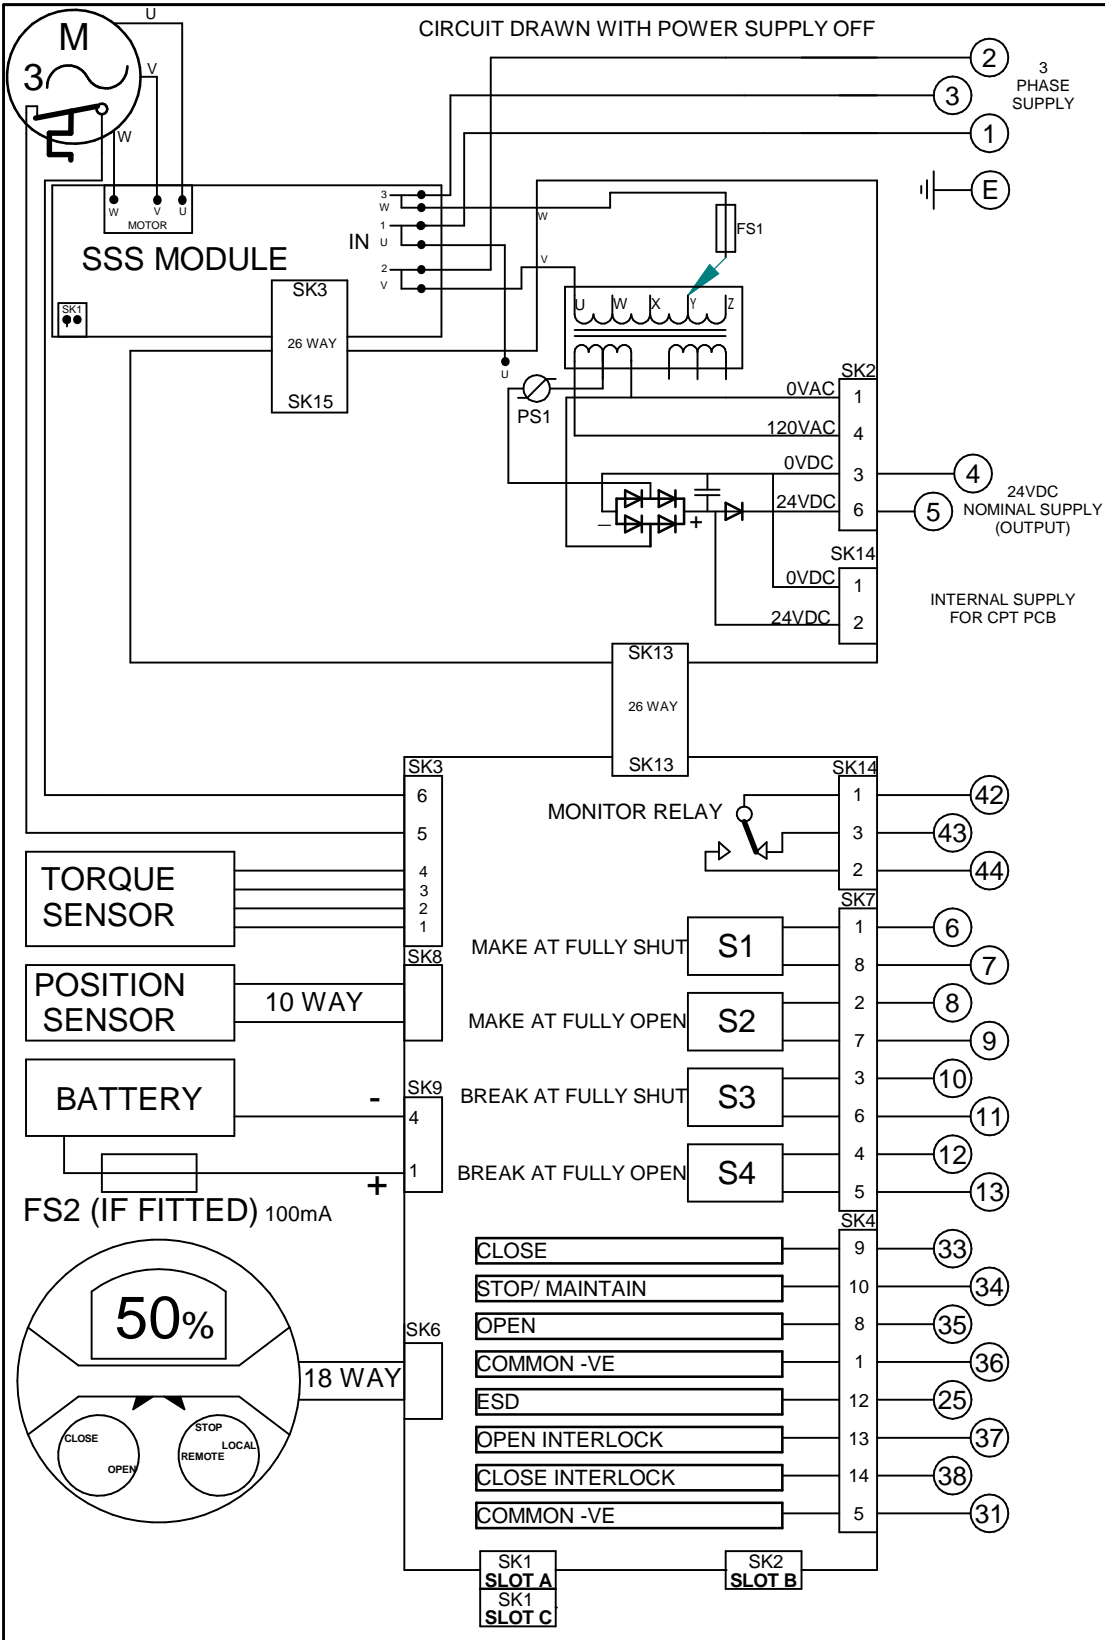 CIRCUIT DRAWN WITH POWER SUPPLY OFF
U
M
3
V
W
2
3
PHASE
SUPPLY
3
1
E
W
V
U
MOTOR
SSS MODULE
IN
3
W
1
U
2
V
W
V
FS1
SK1
SK3
26 WAY
SK15
U
W
X
Y
Z
U
PS1
SK2
0VAC
1
120VAC
4
0VDC
3
4
24VDC
6
5
24VDC
NOMINAL SUPPLY
(OUTPUT)
+
–
SK14
0VDC
1
24VDC
2
INTERNAL SUPPLY
FOR CPT PCB
SK13
26 WAY
SK13
SK3
6
5
4
3
2
1
TORQUE
SENSOR
MONITOR RELAY
SK14
1
42
3
43
2
44
SK8
POSITION
SENSOR
10 WAY
SK7
MAKE AT FULLY SHUT
S1
1
6
8
7
MAKE AT FULLY OPEN
S2
2
8
7
9
BREAK AT FULLY SHUT
S3
3
10
6
11
BREAK AT FULLY OPEN
S4
4
12
5
13
BATTERY
-
SK9
4
1
+
FS2 (IF FITTED) 100mA
50%
SK6
18 WAY
CLOSE
OPEN
STOP
LOCAL
REMOTE
SK4
CLOSE
9
33
STOP/ MAINTAIN
10
34
OPEN
8
35
COMMON -VE
1
36
ESD
12
25
OPEN INTERLOCK
13
37
CLOSE INTERLOCK
14
38
COMMON -VE
5
31
SK1
SLOT A
SK1
SLOT C
SK2
SLOT B